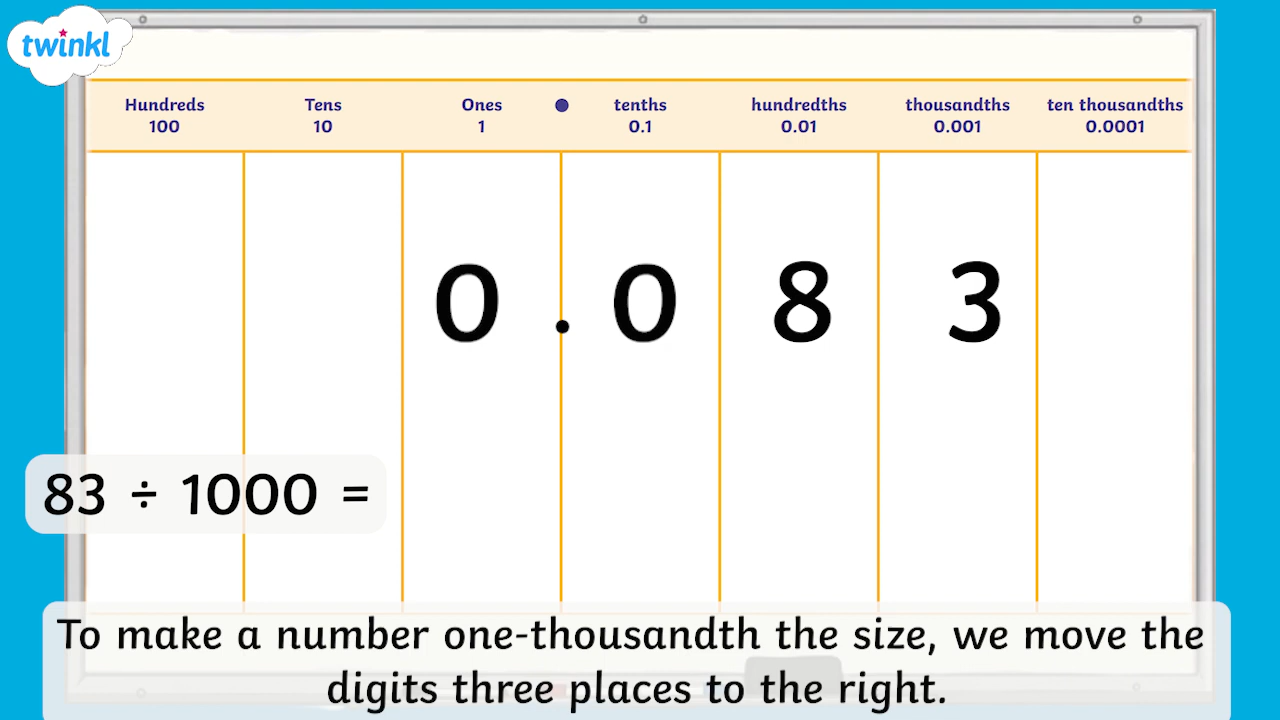 twinkl
Hundreds Tens Ones tenths hundredths thousandths ten thousandths
100 10 1 0.1 0.01 0.001 0.0001
0 . 0 8 3
83 ÷ 1000 =
To make a number one-thousandth the size, we move the
digits three places to the right.